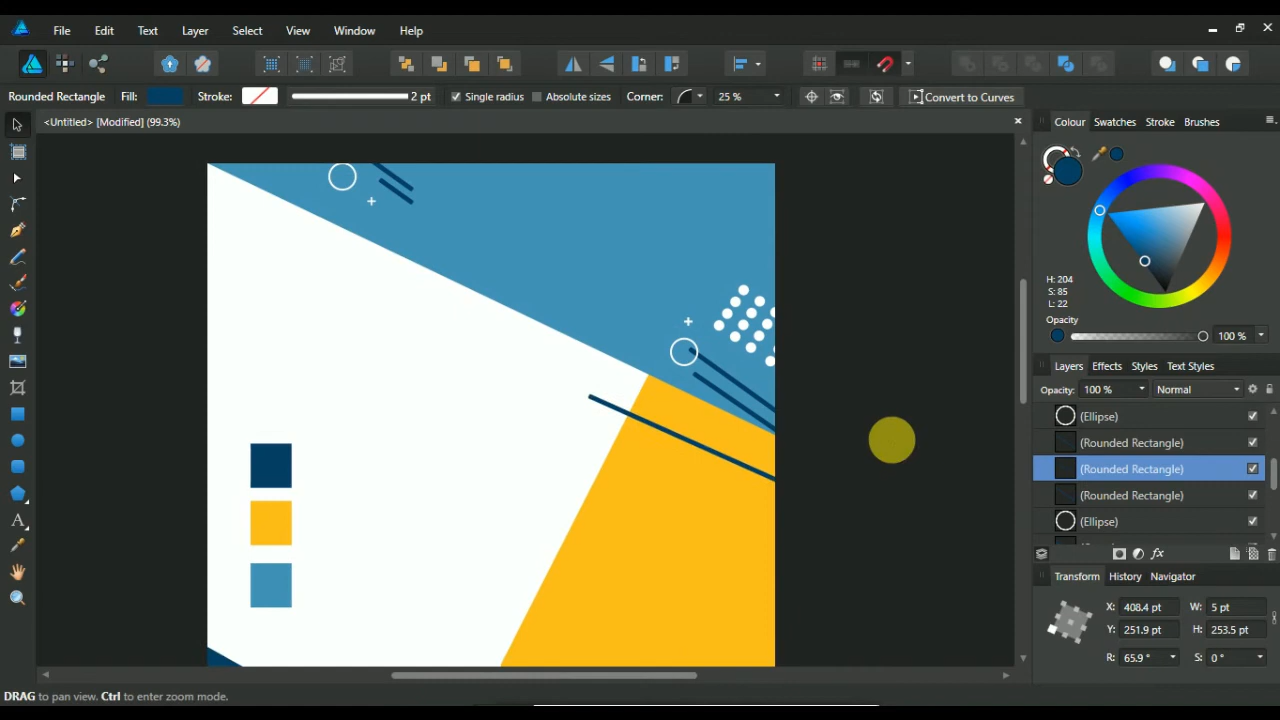 File Edit Text Layer Select View Window Help
Rounded Rectangle Fill: Stroke: 2 pt Single radius Absolute sizes Corner: 25 % Convert to Curves
<Untitled> [Modified] (99.3%)
Colour Swatches Stroke Brushes
H: 204
S: 85
L: 22
Opacity
100 %
Layers Effects Styles Text Styles
Opacity: 100 % Normal
(Ellipse)
(Rounded Rectangle)
(Rounded Rectangle)
(Rounded Rectangle)
(Ellipse)
Transform History Navigator
X: 408.4 pt W: 5 pt
Y: 251.9 pt H: 253.5 pt
R: 65.9 ° S: 0 °
DRAG to pan view. Ctrl to enter zoom mode.